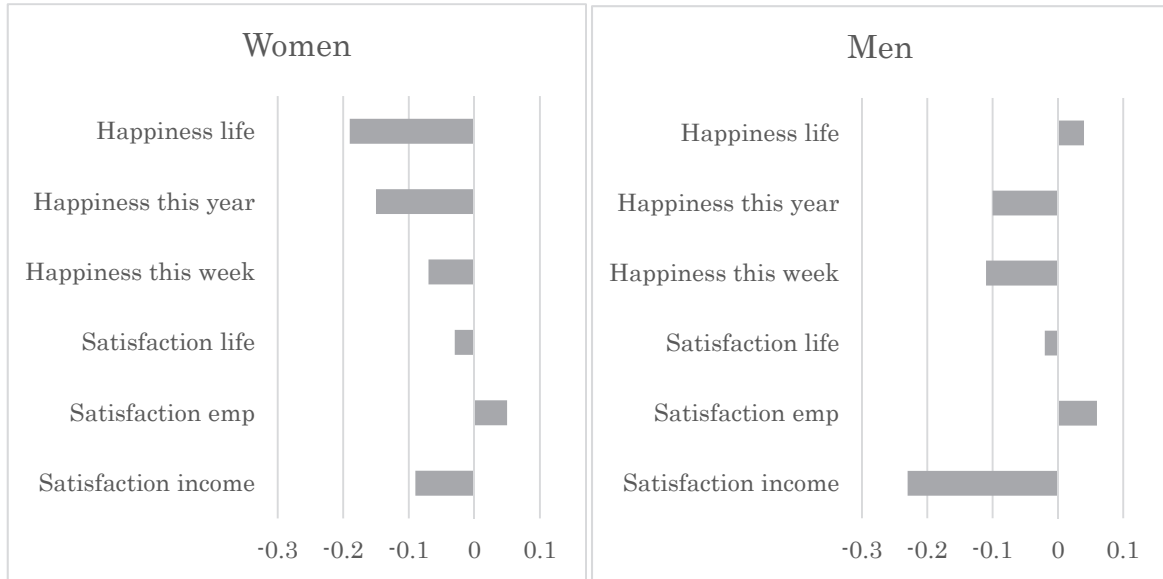 Women
Happiness life
Happiness this year
Happiness this week
Satisfaction life
Satisfaction emp
Satisfaction income
-0.3 -0.2 -0.1 0 0.1
Men
Happiness life
Happiness this year
Happiness this week
Satisfaction life
Satisfaction emp
Satisfaction income
-0.3 -0.2 -0.1 0 0.1